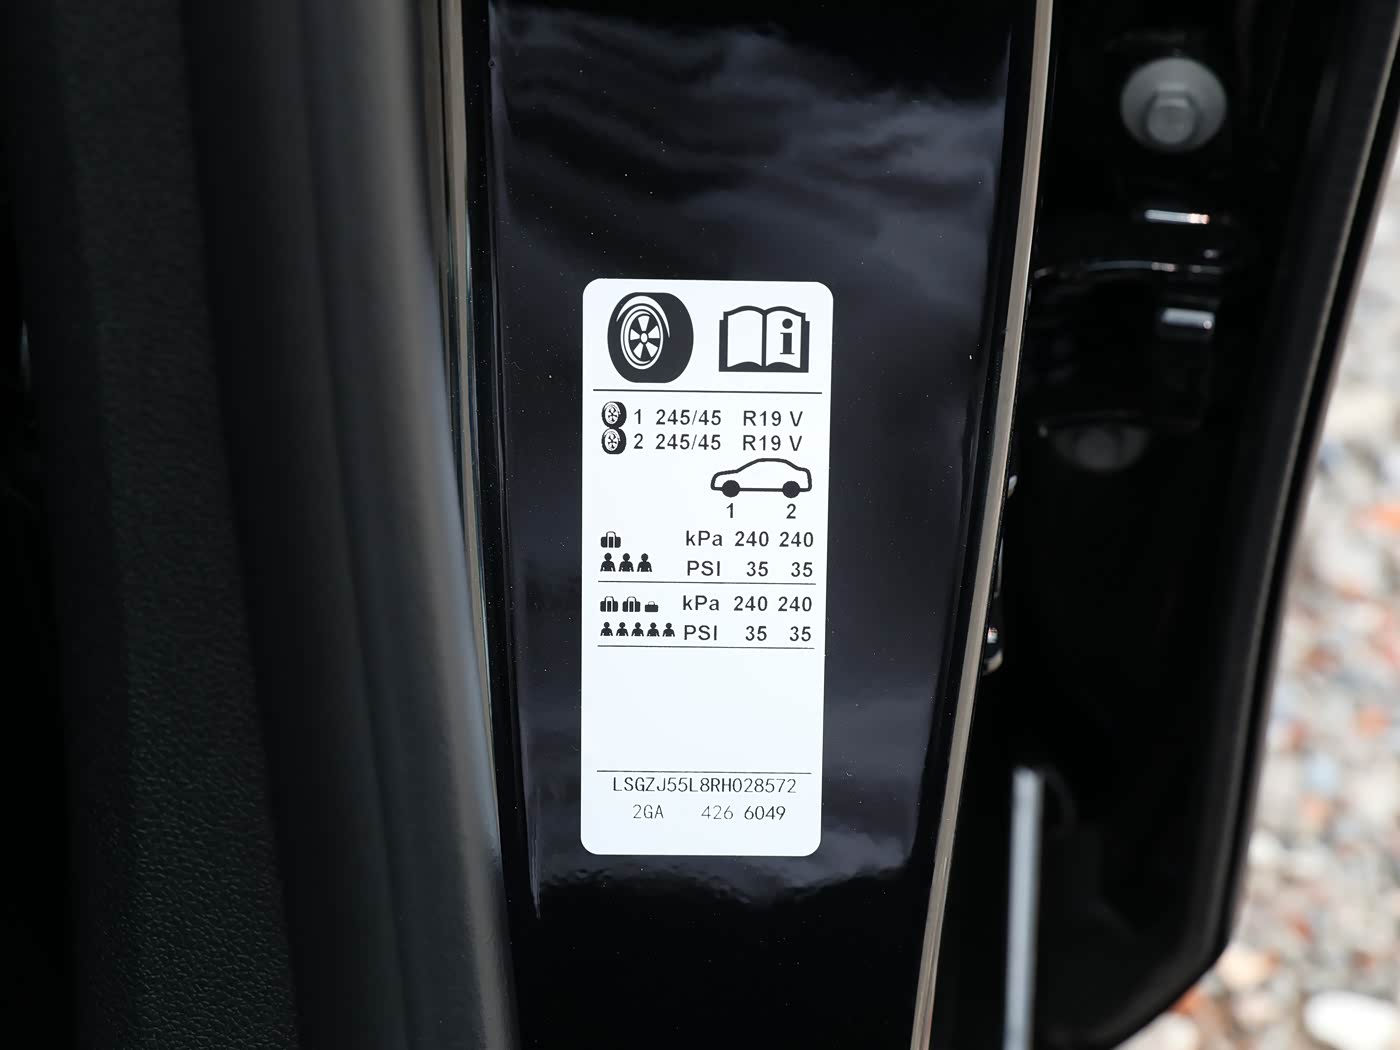 i
1 245/45 R19 V
2 245/45 R19 V
1 2
kPa 240 240
PSI 35 35
kPa 240 240
PSI 35 35
LSGZJ55L8RH028572
2GA 426 6049